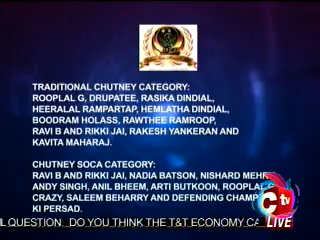 TRADITIONAL CHUTNEY CATEGORY:
ROOPLAL G, DRUPATEE, RASIKA DINDIAL,
HEERALAL RAMPARTAP, HEMLATHA DINDIAL,
BOODRAM HOLASS, RAWTHEE RAMROOP,
RAVI B AND RIKKI JAI, RAKESH YANKERAN AND
KAVITA MAHARAJ.
CHUTNEY SOCA CATEGORY:
RAVI B AND RIKKI JAI, NADIA BATSON, NISHARD MEHR
ANDY SINGH, ANIL BHEEM, ARTI BUTKOON, ROOPLAL G
CRAZY, SALEEM BEHARRY AND DEFENDING CHAMP
KI PERSAD.
C tv
LIVE
QUESTION: DO YOU THINK THE T&T ECONOMY CA